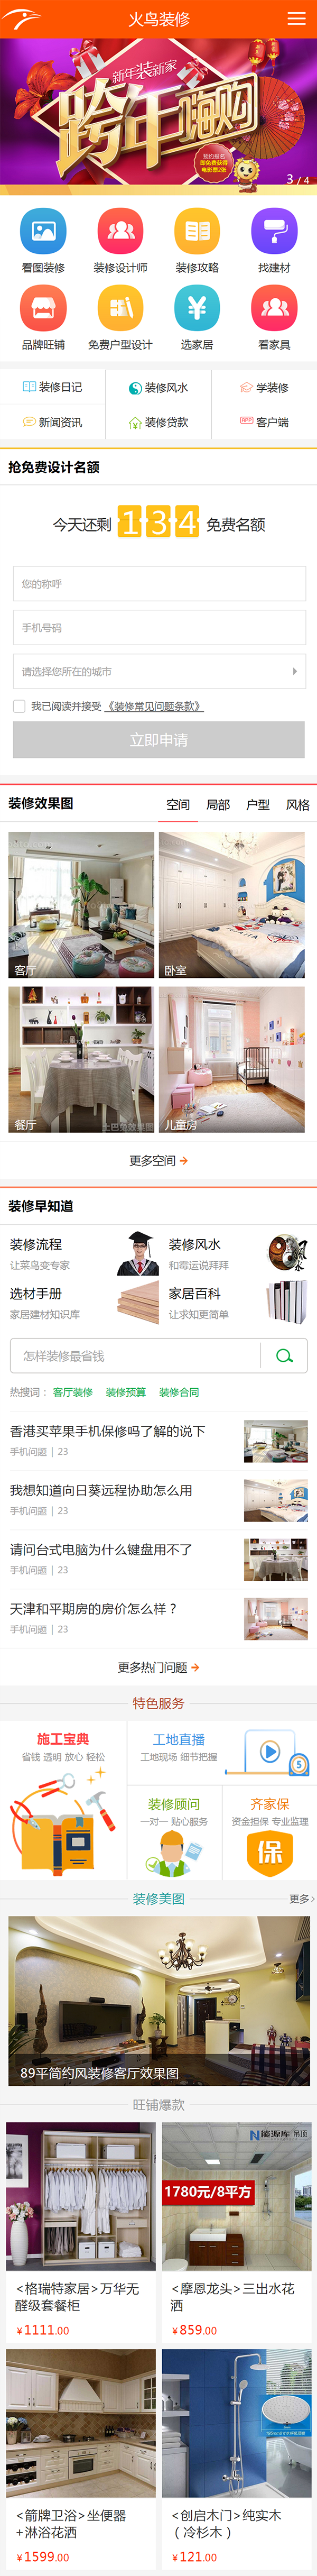 火鸟装修
新年装新家
跨年嗨购
预约报名
即免费获得
电影票2张
3 / 4
看图装修
装修设计师
装修攻略
找建材
品牌旺铺
免费户型设计
选家居
看家具
装修日记
装修风水
学装修
新闻资讯
装修贷款
客户端
抢免费设计名额
今天还剩 134 免费名额
您的称呼
手机号码
请选择您所在的城市
我已阅读并接受 《装修常见问题条款》
立即申请
装修效果图
空间
局部
户型
风格
客厅
卧室
餐厅
土巴兔效果图
儿童房
更多空间
装修早知道
装修流程
让菜鸟变专家
装修风水
和霉运说拜拜
风水
选材手册
家居建材知识库
家居百科
让求知更简单
怎样装修最省钱
热搜词： 客厅装修 装修预算 装修合同
香港买苹果手机保修吗了解的说下
手机问题 | 23
我想知道向日葵远程协助怎么用
手机问题 | 23
请问台式电脑为什么键盘用不了
手机问题 | 23
天津和平期房的房价怎么样？
手机问题 | 23
更多热门问题
特色服务
施工宝典
省钱 透明 放心 轻松
工地直播
工地现场 细节把握
5
装修顾问
一对一 贴心服务
齐家保
资金担保 专业监理
保
装修美图
更多
89平简约风装修客厅效果图
旺铺爆款
能源库 吊顶
1780元/8平方
<格瑞特家居>万华无
醛级套餐柜
¥1111.00
<摩恩龙头>三出水花
洒
¥859.00
<箭牌卫浴>坐便器
+淋浴花洒
¥1599.00
<创启木门>纯实木
（冷杉木）
¥121.00